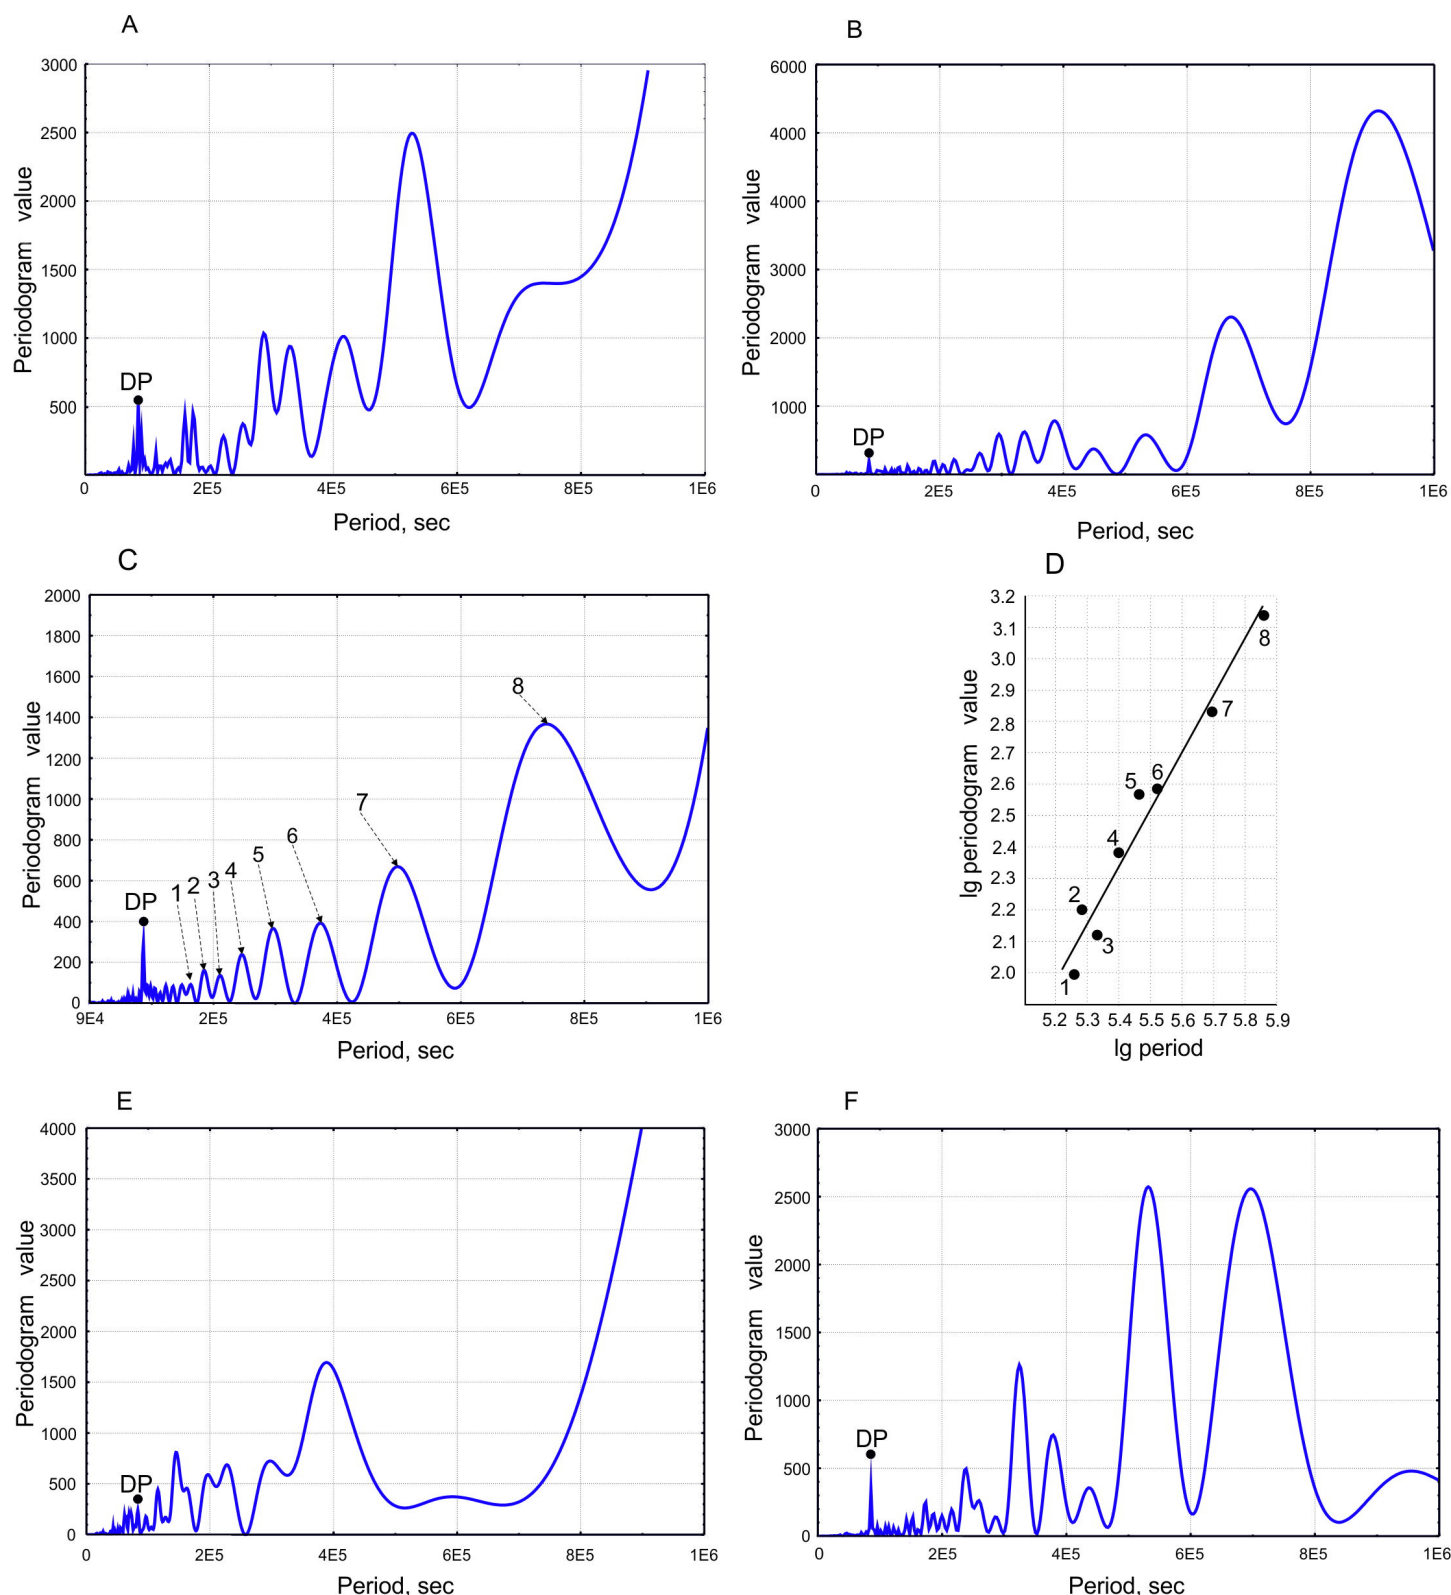 A
Periodogram value
3000
2500
2000
1500
1000
500
DP
0
2E5
4E5
6E5
8E5
1E6
Period, sec
B
Periodogram value
6000
4000
4000
3000
2000
1000
DP
0
2E5
4E5
6E5
8E5
1E6
Period, sec
C
Periodogram value
2000
1800
1600
1400
1200
1000
800
600
400
200
0
DP
1
2
3
4
5
6
7
8
9E4
2E5
4E5
6E5
8E5
1E6
Period, sec
D
lg periodogram value
3.2
3.1
3.0
2.9
2.8
2.7
2.6
2.5
2.4
2.3
2.2
2.1
2.0
1
2
3
4
5
6
7
8
5.2 5.3 5.4 5.5 5.6 5.7 5.8 5.9
lg period
E
Periodogram value
4000
3500
3000
2500
2000
1500
1000
500
0
DP
0
2E5
4E5
6E5
8E5
1E6
Period, sec
F
Periodogram value
3000
2500
2000
1500
1000
500
0
DP
0
2E5
4E5
6E5
8E5
1E6
Period, sec